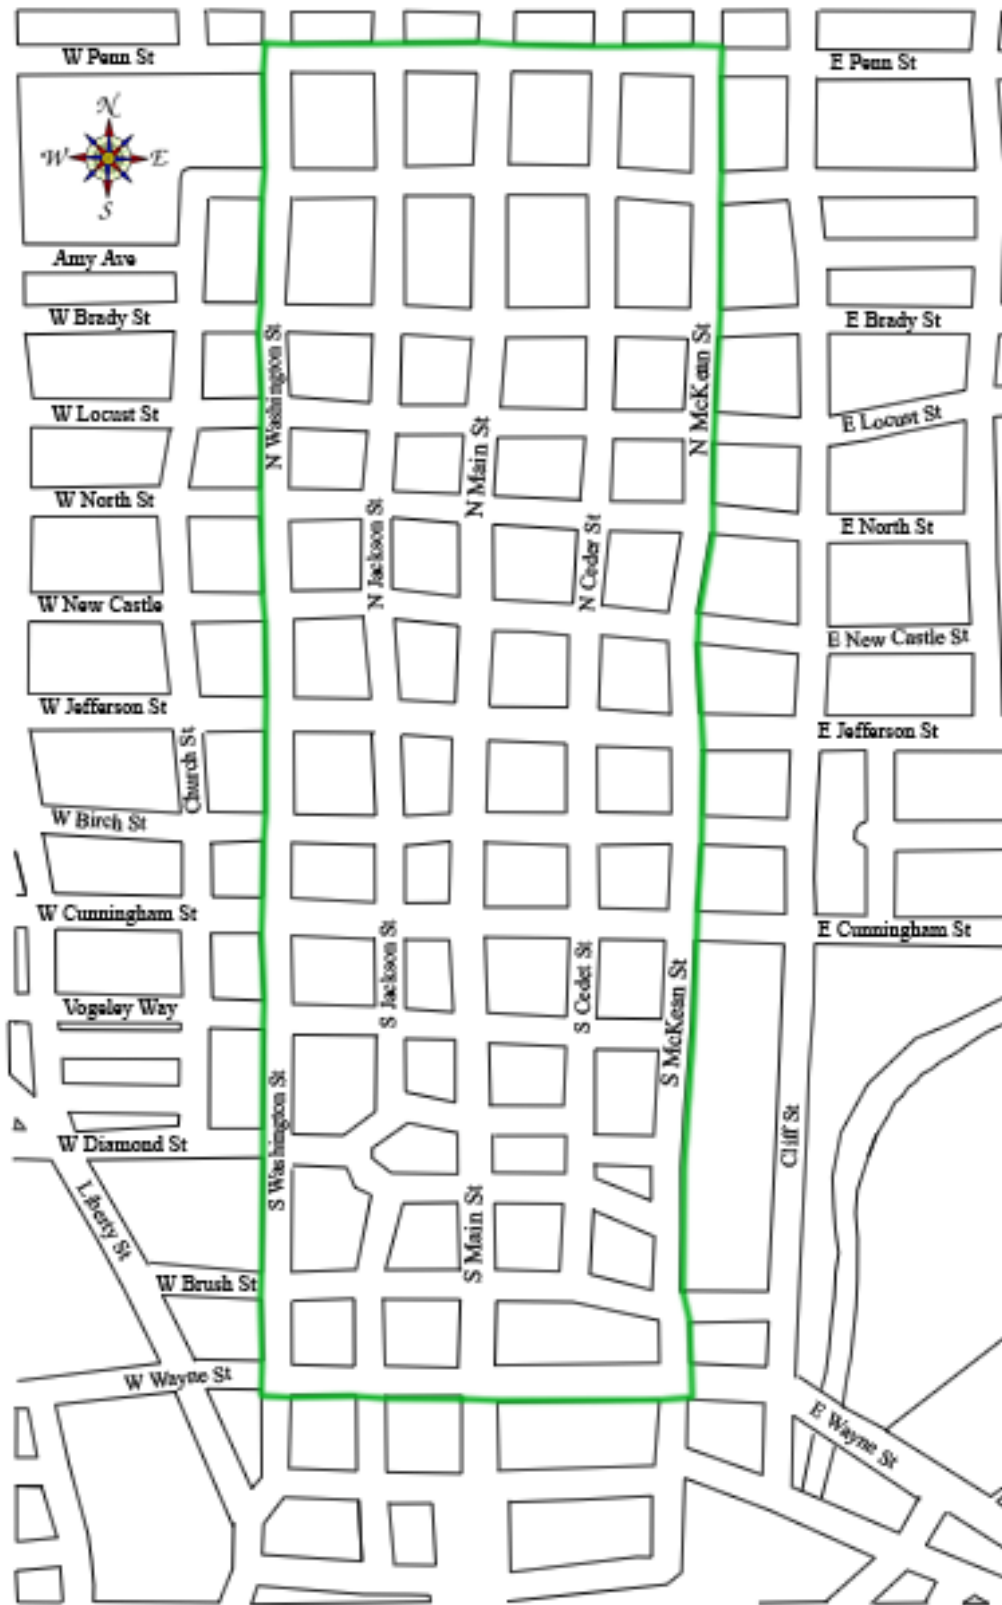 W Penn St
E Penn St
N
W
E
S
Amy Ave
W Brady St
E Brady St
N Washington St
N McKean St
W Locust St
E Locust St
N Main St
W North St
E North St
N Jackson St
N Ceder St
W New Castle
E New Castle St
W Jefferson St
E Jefferson St
Church St
W Birch St
W Cunningham St
E Cunningham St
S Jackson St
S Ceder St
S McKean St
Vogeley Way
S Washington St
Cliff St
W Diamond St
Liberty St
S Main St
W Brush St
W Wayne St
E Wayne St